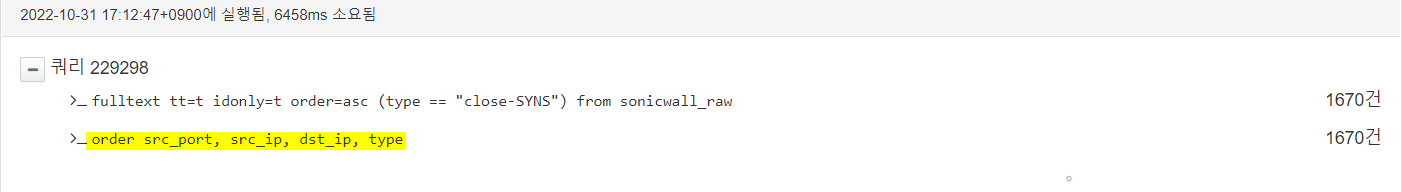 2022-10-31 17:12:47+0900에 실행됨, 6458ms 소요됨
쿼리 229298
>_ fulltext tt=t idonly=t order=asc (type == "close-SYNS") from sonicwall_raw 1670건
>_ order src_port, src_ip, dst_ip, type 1670건